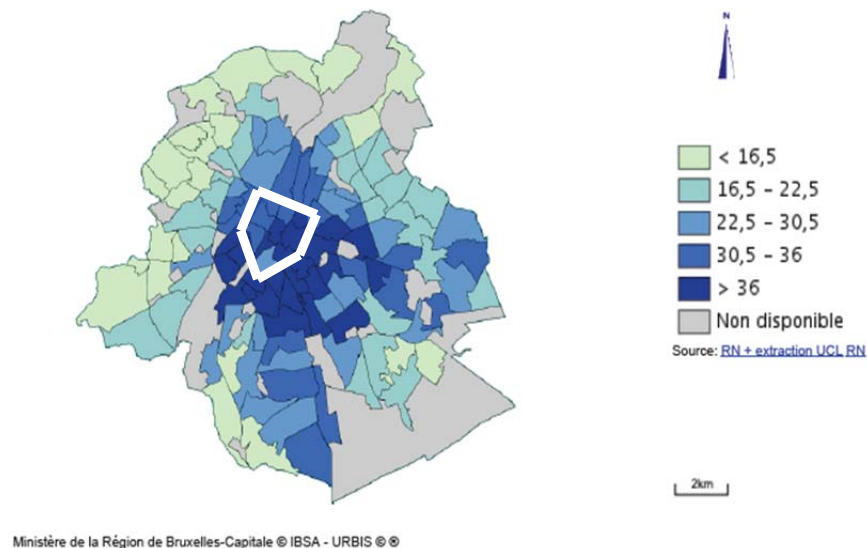 N
< 16,5
16,5 - 22,5
22,5 - 30,5
30,5 - 36
> 36
Non disponible
Source: RN + extraction UCL RN
2km
Ministère de la Région de Bruxelles-Capitale © IBSA - URBIS © ®